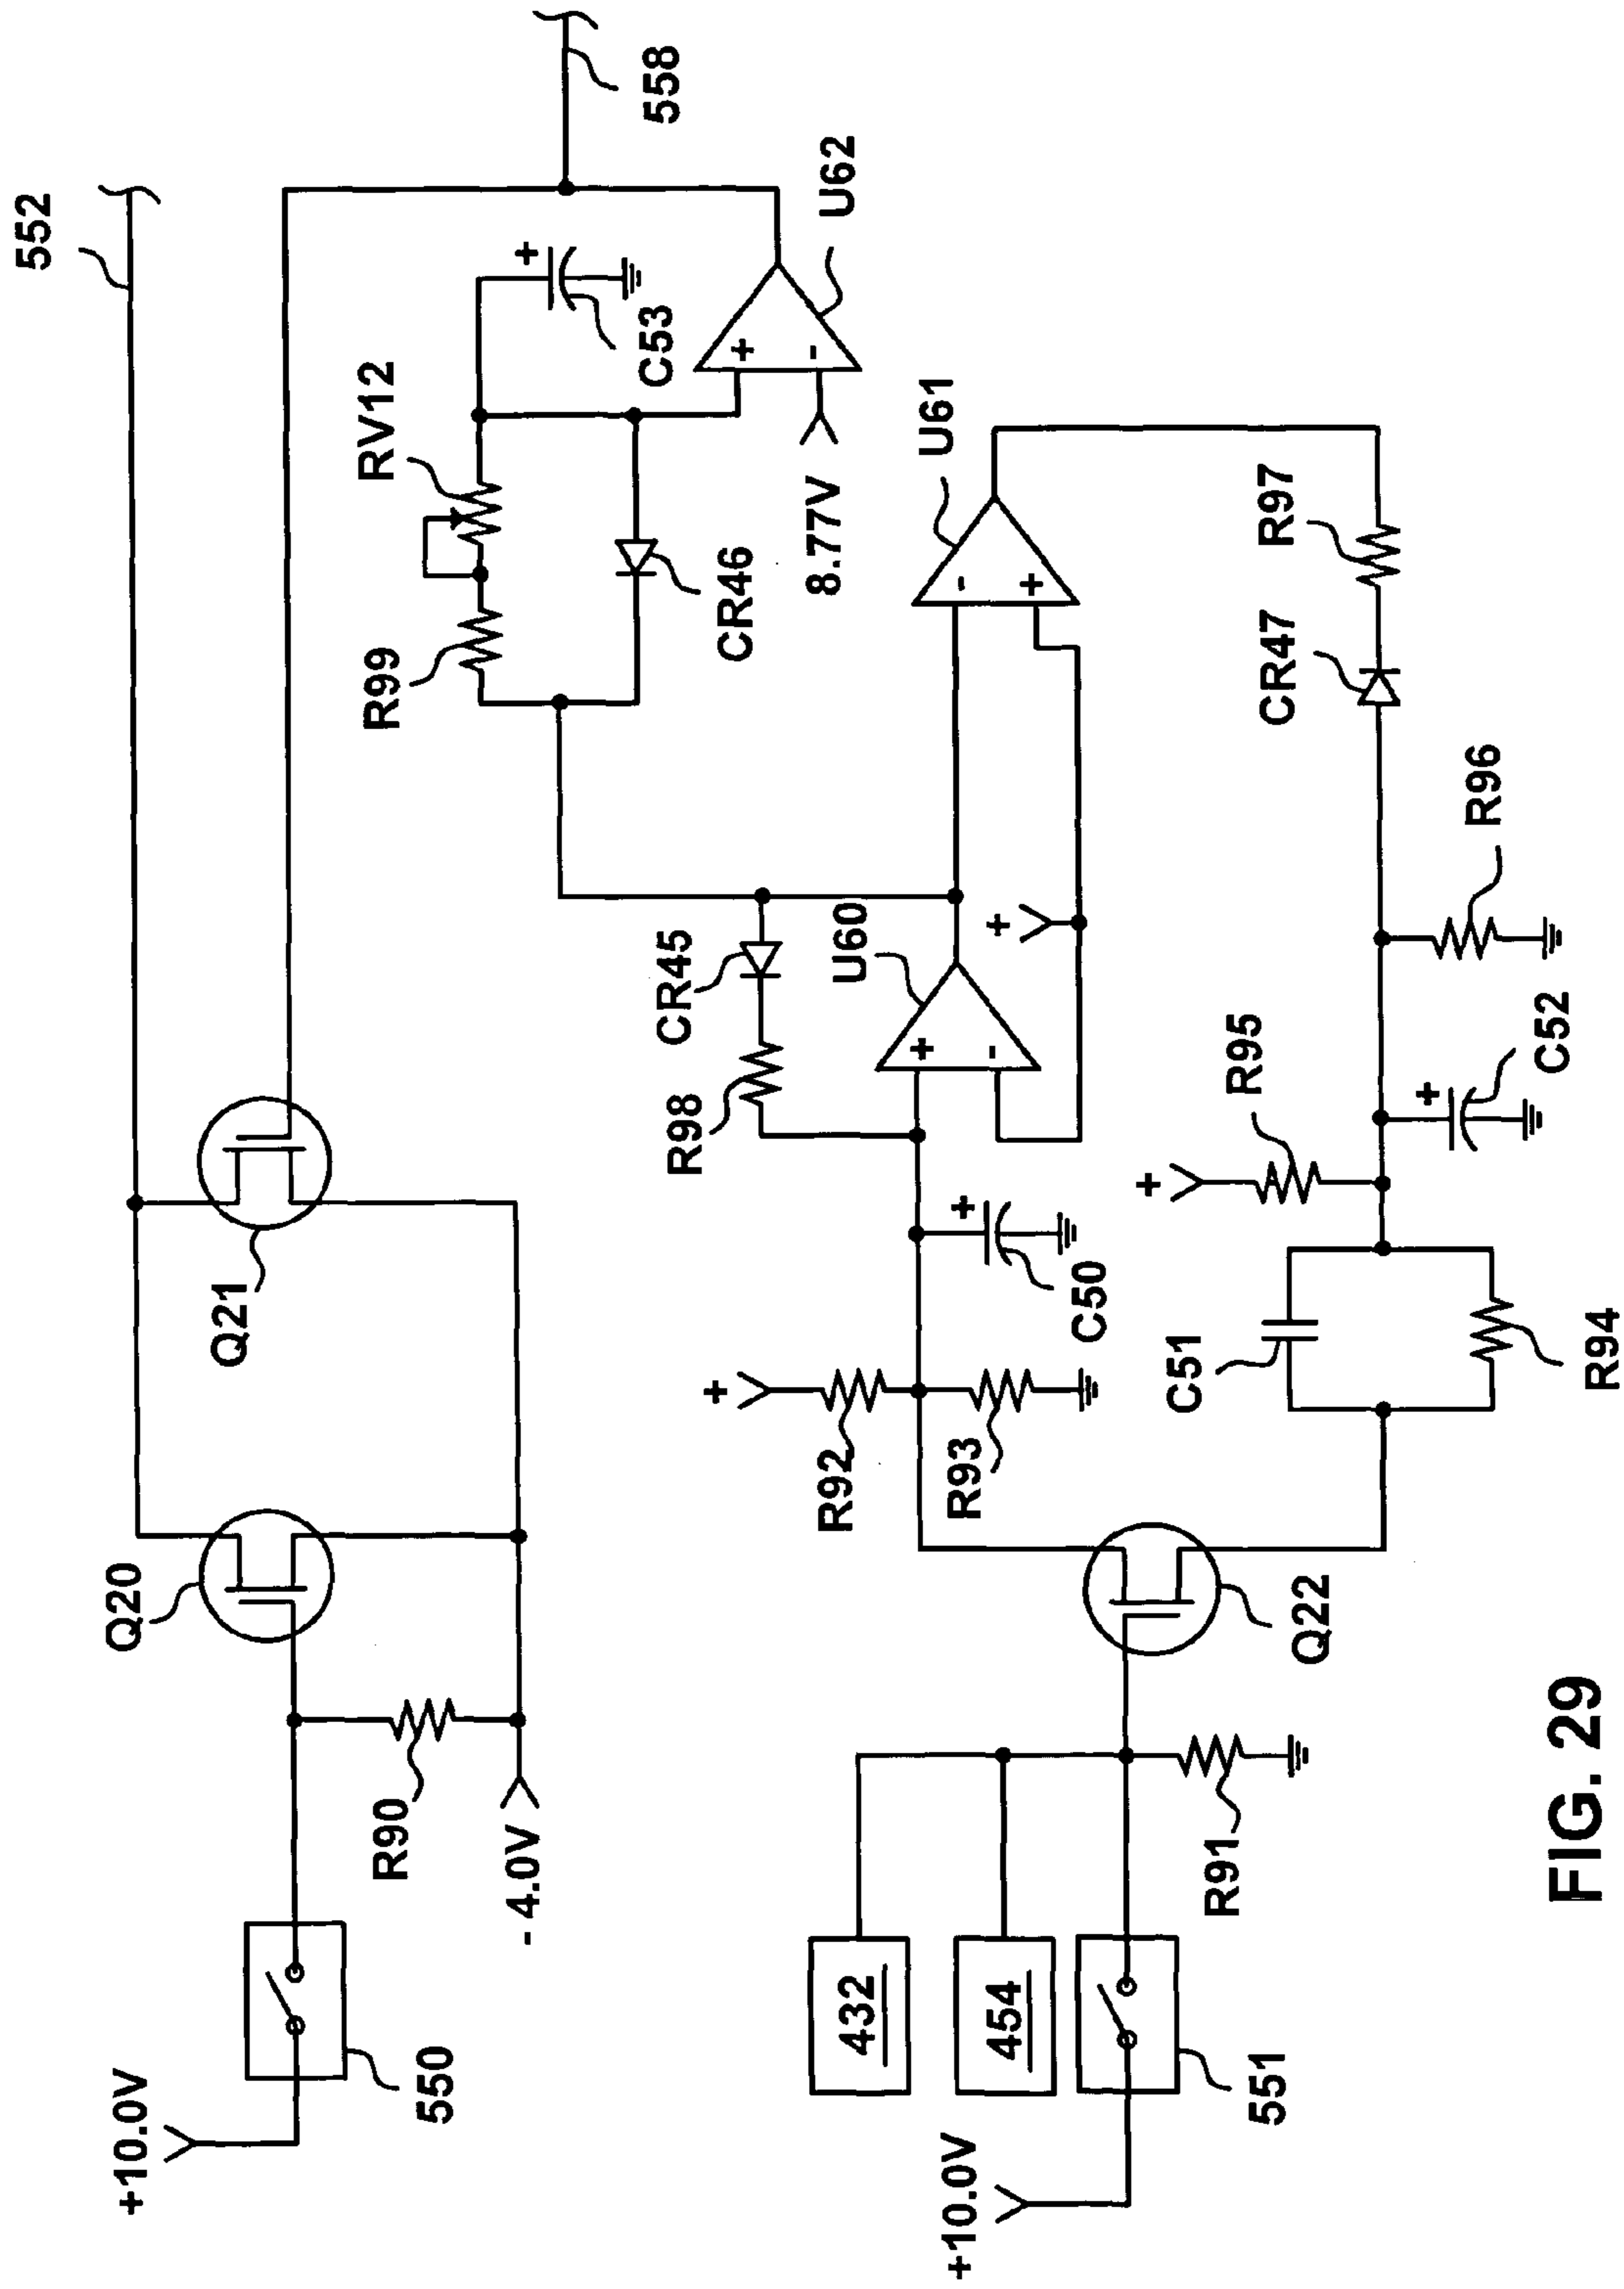 552
558
Q21
Q20
RV12
+
C53
R99
CR46
+
-
U62
8.77V
+10.0V
550
R90
- 4.0V
CR45
R98
U60
+
-
+
U61
-
+
+
R92
R93
+
C50
432
454
551
+10.0V
R91
Q22
C51
R94
+
R95
+
C52
R96
CR47
R97
FIG. 29